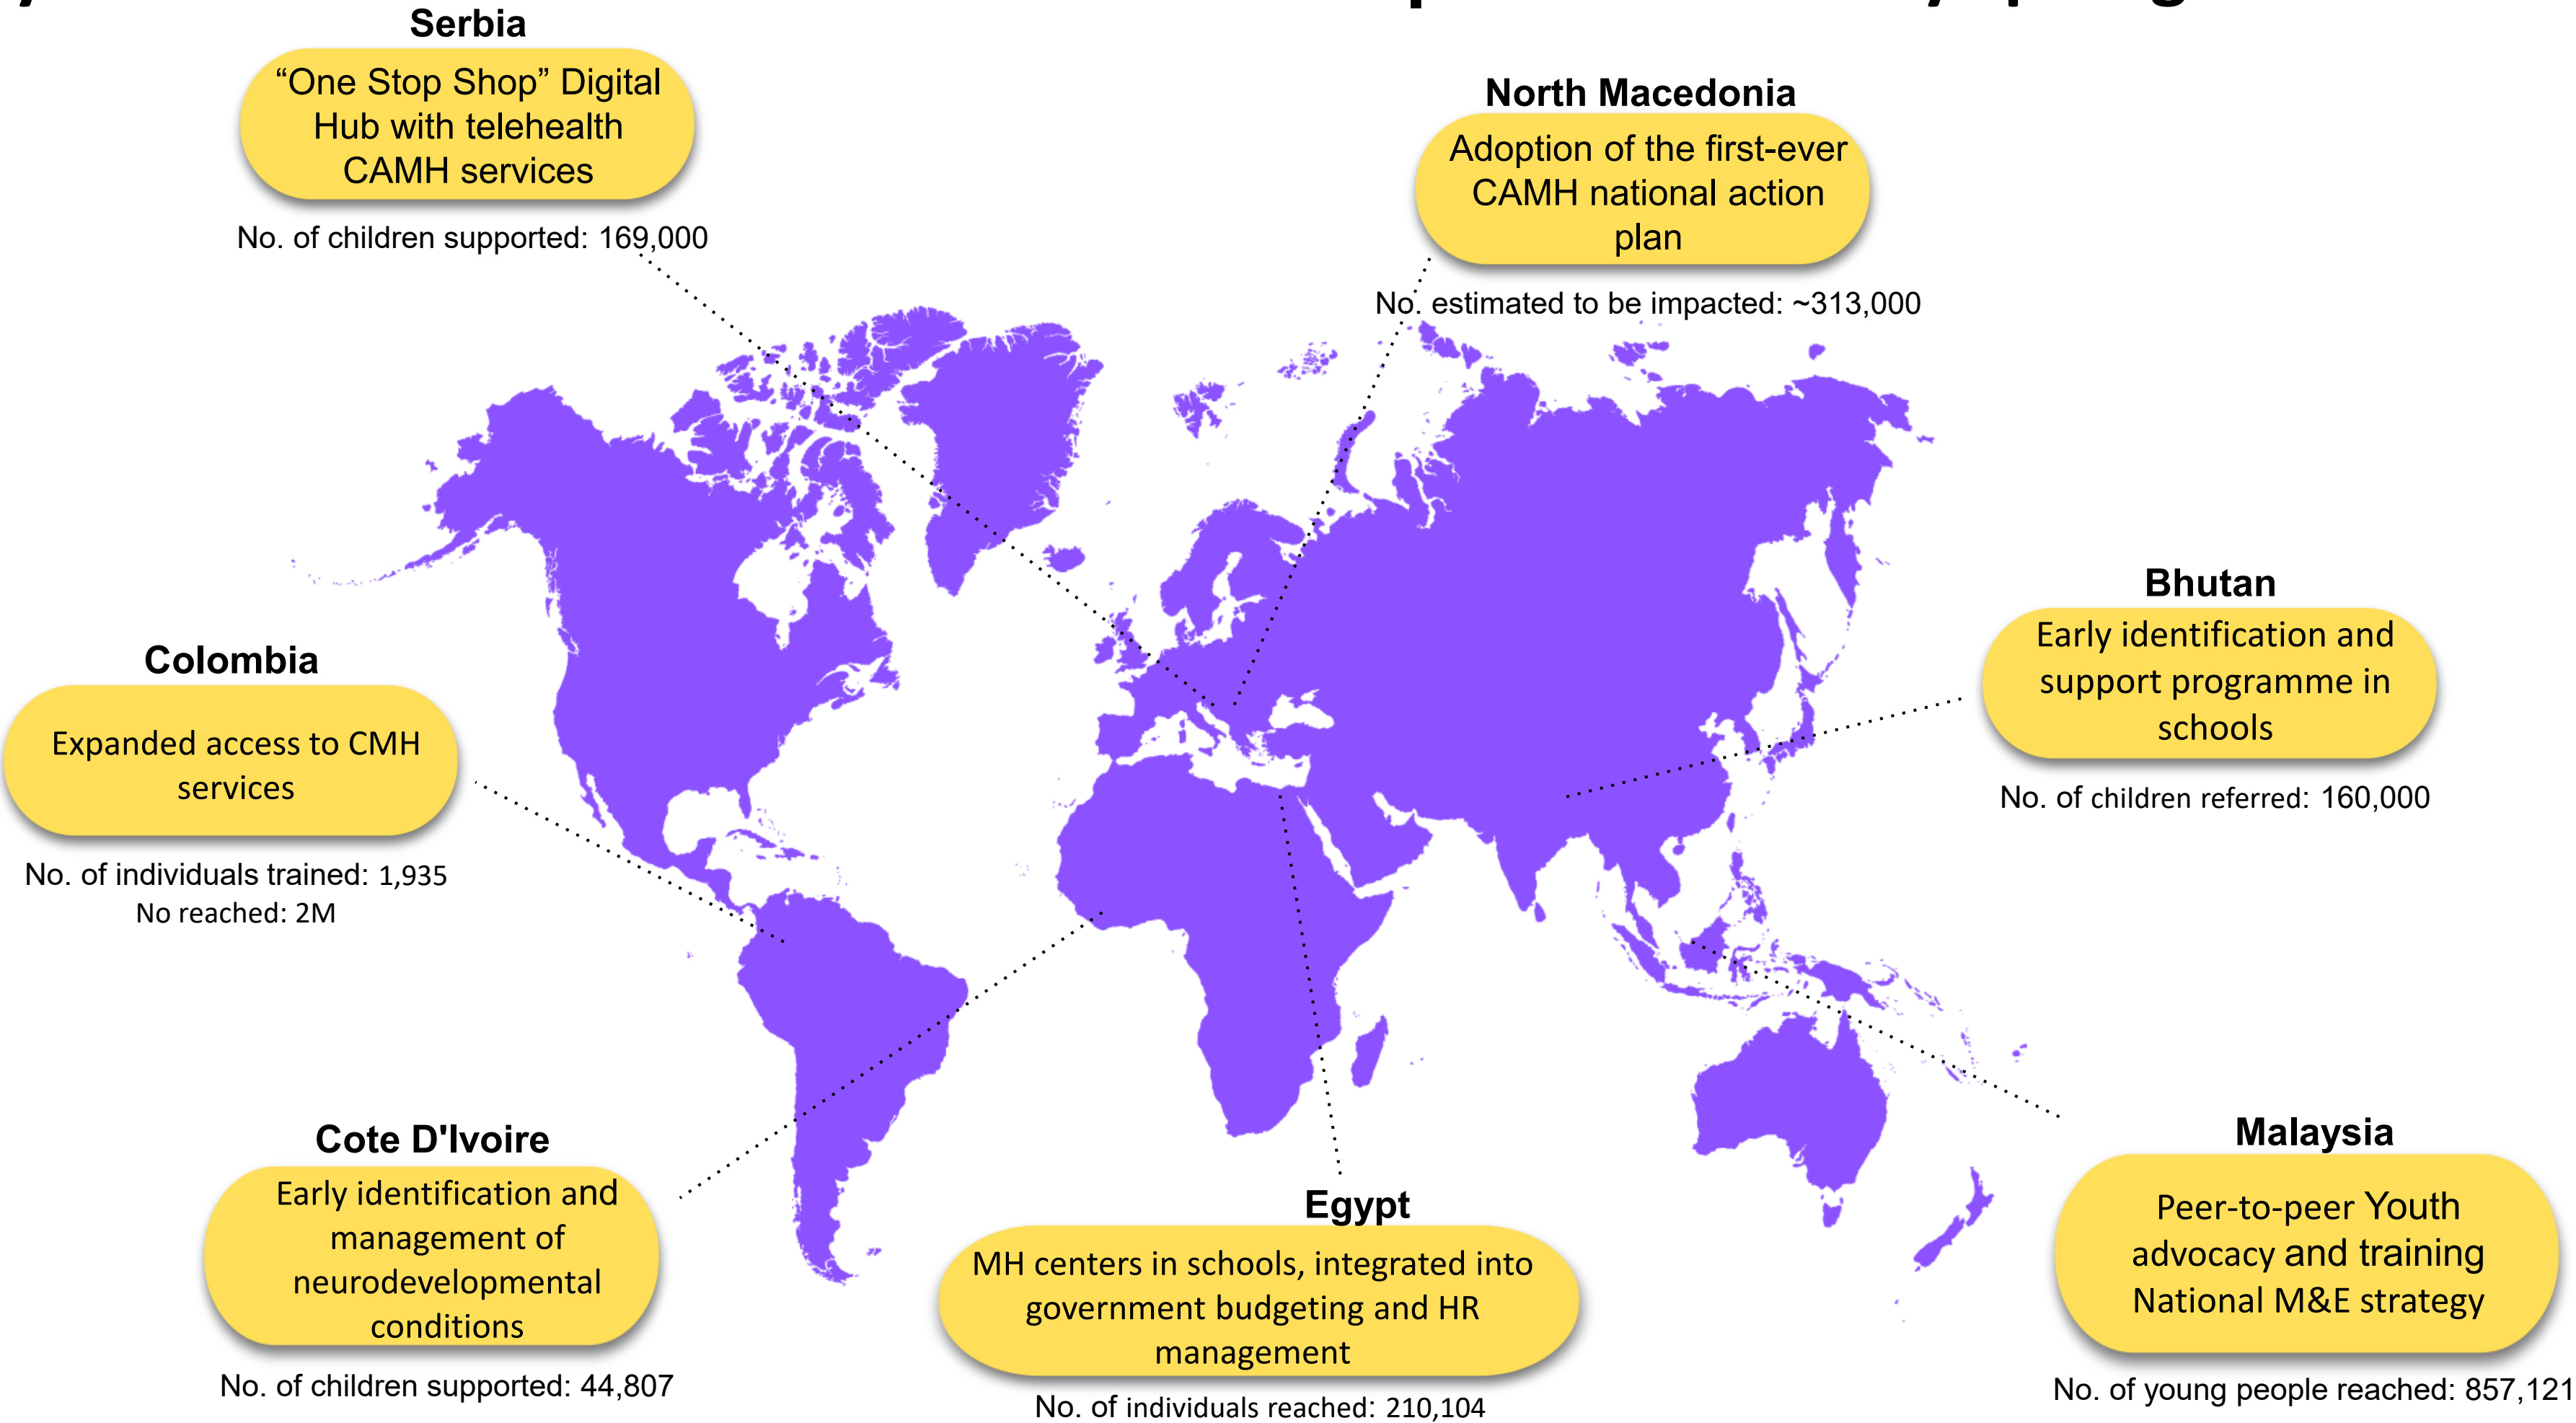 Serbia
“One Stop Shop” Digital
Hub with telehealth
CAMH services
No. of children supported: 169,000
North Macedonia
Adoption of the first-ever
CAMH national action
plan
No. estimated to be impacted: ~313,000
Bhutan
Early identification and
support programme in
schools
No. of children referred: 160,000
Colombia
Expanded access to CMH
services
No. of individuals trained: 1,935
No reached: 2M
Cote D'Ivoire
Early identification and
management of
neurodevelopmental
conditions
No. of children supported: 44,807
Egypt
MH centers in schools, integrated into
government budgeting and HR
management
No. of individuals reached: 210,104
Malaysia
Peer-to-peer Youth
advocacy and training
National M&E strategy
No. of young people reached: 857,121